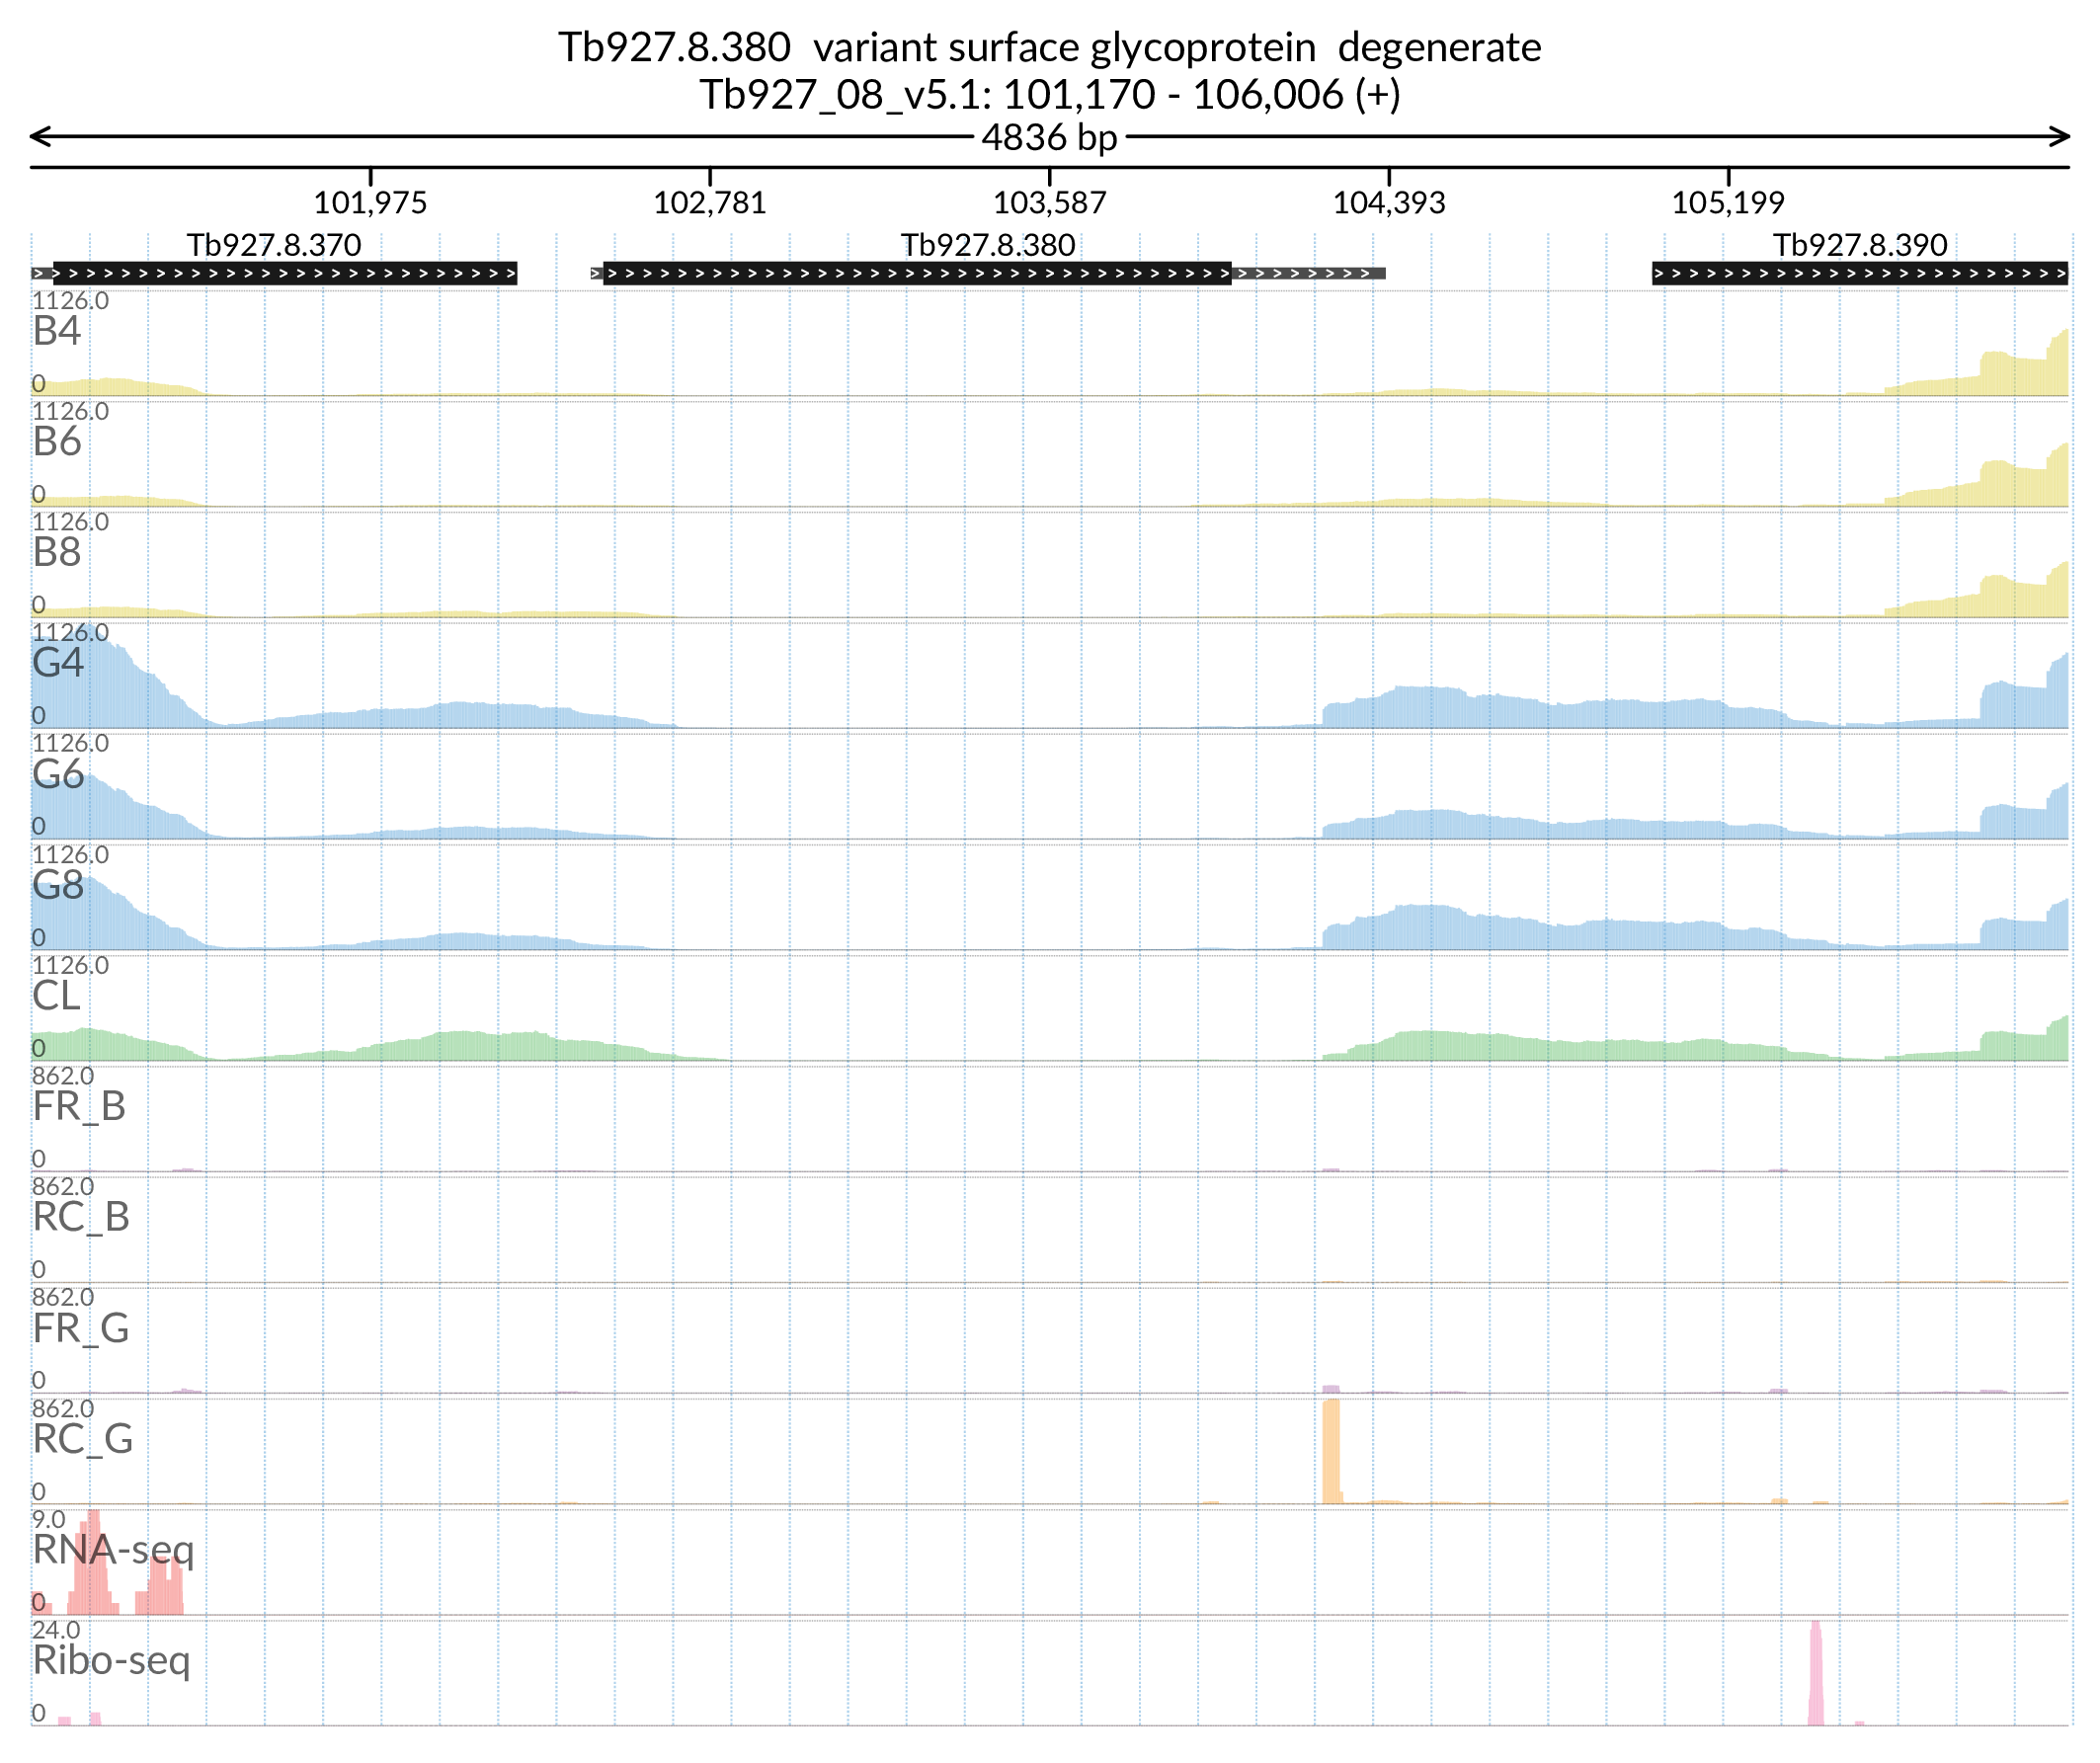 Tb927.8.380 variant surface glycoprotein degenerate
Tb927_08_v5.1: 101,170 - 106,006 (+)
4836 bp
101,975 102,781 103,587 104,393 105,199
Tb927.8.370 Tb927.8.380 Tb927.8.390
1126.0
B4
0
1126.0
B6
0
1126.0
B8
0
1126.0
G4
0
1126.0
G6
0
1126.0
G8
0
1126.0
CL
0
862.0
FR_B
0
862.0
RC_B
0
862.0
FR_G
0
862.0
RC_G
0
9.0
RNA-seq
0
24.0
Ribo-seq
0